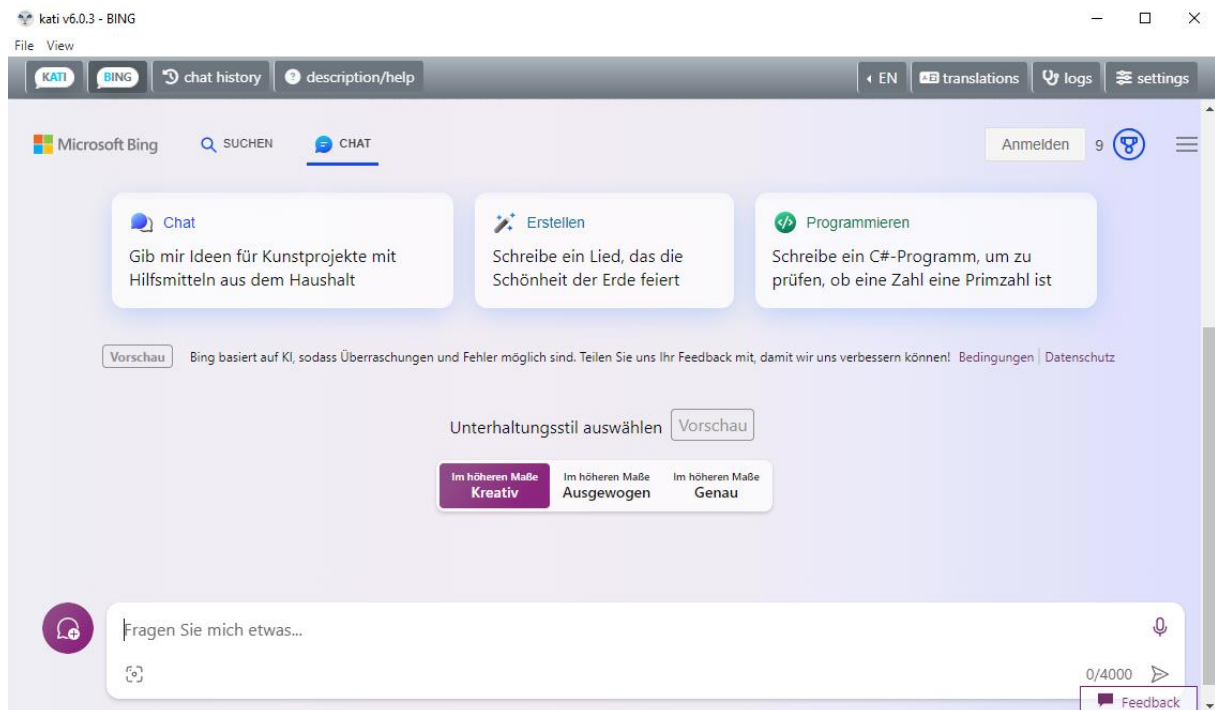 kati v6.0.3 - BING
File View
KATI BING chat history description/help EN translations logs settings
Microsoft Bing SUCHEN CHAT Anmelden 9
Chat
Gib mir Ideen für Kunstprojekte mit
Hilfsmitteln aus dem Haushalt
Erstellen
Schreibe ein Lied, das die
Schönheit der Erde feiert
Programmieren
Schreibe ein C#-Programm, um zu
prüfen, ob eine Zahl eine Primzahl ist
Vorschau Bing basiert auf KI, sodass Überraschungen und Fehler möglich sind. Teilen Sie uns Ihr Feedback mit, damit wir uns verbessern können! Bedingungen | Datenschutz
Unterhaltungsstil auswählen Vorschau
Im höheren Maße
Kreativ
Im höheren Maße
Ausgewogen
Im höheren Maße
Genau
Fragen Sie mich etwas...
0/4000
Feedback